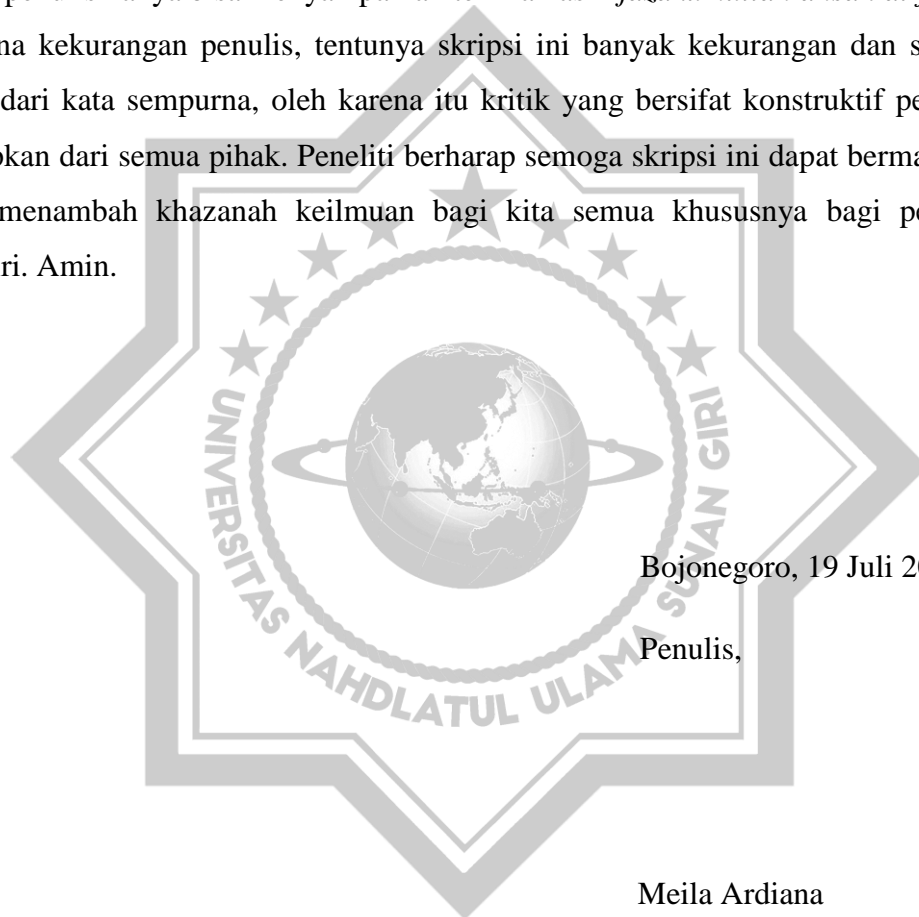 na kekurangan penulis, tentunya skripsi ini banyak kekurangan dan s
dari kata sempurna, oleh karena itu kritik yang bersifat konstruktif pe
kan dari semua pihak. Peneliti berharap semoga skripsi ini dapat berma
menambah khazanah keilmuan bagi kita semua khususnya bagi pe
ri. Amin.
UNIVERSITAS NAHDLATUL ULAMA SUNAN GIRI
Bojonegoro, 19 Juli 2
Penulis,
Meila Ardiana